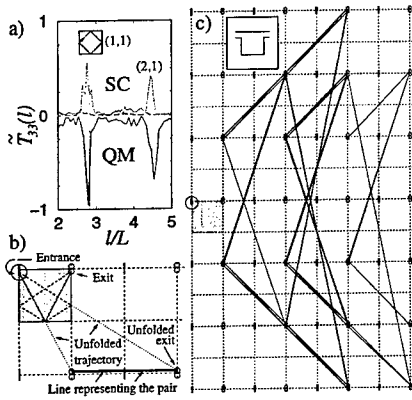 a)
(1,1)
(2,1)
SC
QM
T̃33(l)
1
0
−1
2 3 4 5
l/L
b)
Entrance
Exit
Unfolded
trajectory
Unfolded
exit
Line representing the pair
c)